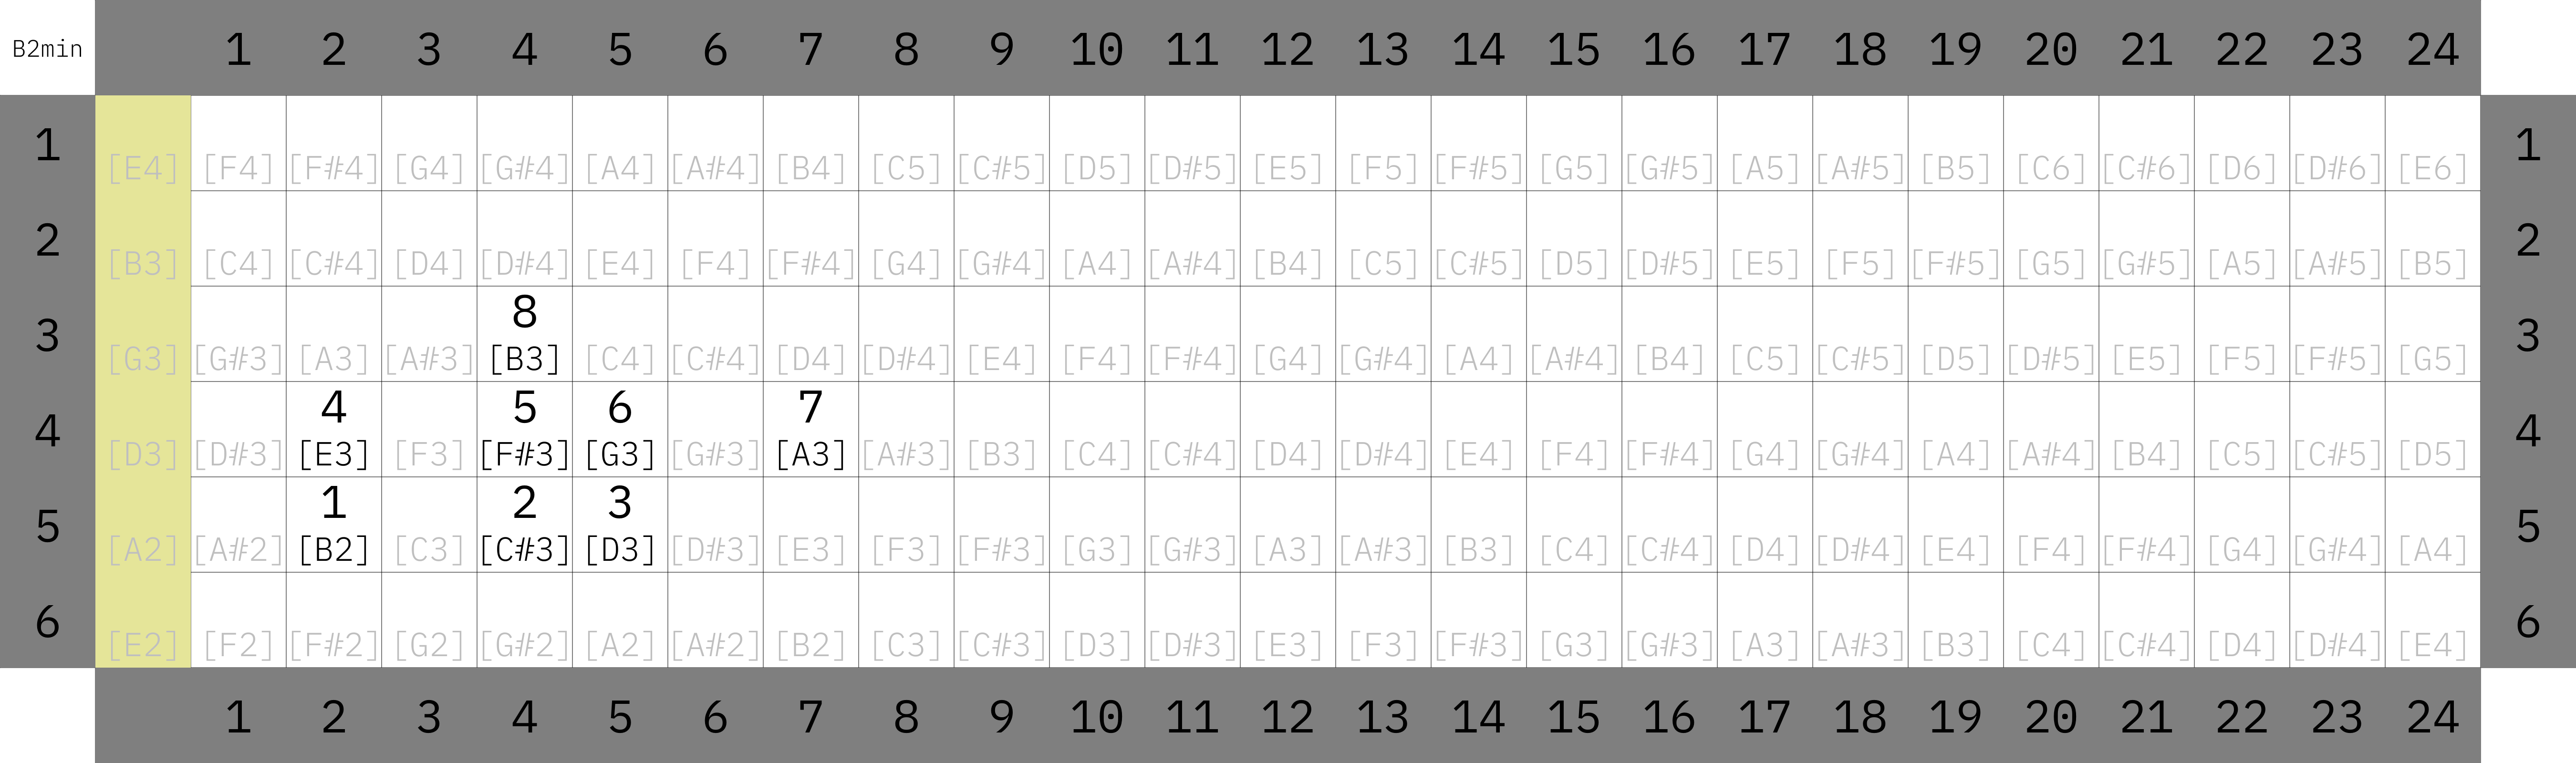 B2min 1 2 3 4 5 6 7 8 9 10 11 12 13 14 15 16 17 18 19 20 21 22 23 24
1 [E4] [F4] [F#4] [G4] [G#4] [A4] [A#4] [B4] [C5] [C#5] [D5] [D#5] [E5] [F5] [F#5] [G5] [G#5] [A5] [A#5] [B5] [C6] [C#6] [D6] [D#6] [E6] 1
2 [B3] [C4] [C#4] [D4] [D#4] [E4] [F4] [F#4] [G4] [G#4] [A4] [A#4] [B4] [C5] [C#5] [D5] [D#5] [E5] [F5] [F#5] [G5] [G#5] [A5] [A#5] [B5] 2
8
3 [G3] [G#3] [A3] [A#3] [B3] [C4] [C#4] [D4] [D#4] [E4] [F4] [F#4] [G4] [G#4] [A4] [A#4] [B4] [C5] [C#5] [D5] [D#5] [E5] [F5] [F#5] [G5] 3
4 5 6 7
4 [D3] [D#3] [E3] [F3] [F#3] [G3] [G#3] [A3] [A#3] [B3] [C4] [C#4] [D4] [D#4] [E4] [F4] [F#4] [G4] [G#4] [A4] [A#4] [B4] [C5] [C#5] [D5] 4
1 2 3
5 [A2] [A#2] [B2] [C3] [C#3] [D3] [D#3] [E3] [F3] [F#3] [G3] [G#3] [A3] [A#3] [B3] [C4] [C#4] [D4] [D#4] [E4] [F4] [F#4] [G4] [G#4] [A4] 5
6 [E2] [F2] [F#2] [G2] [G#2] [A2] [A#2] [B2] [C3] [C#3] [D3] [D#3] [E3] [F3] [F#3] [G3] [G#3] [A3] [A#3] [B3] [C4] [C#4] [D4] [D#4] [E4] 6
1 2 3 4 5 6 7 8 9 10 11 12 13 14 15 16 17 18 19 20 21 22 23 24